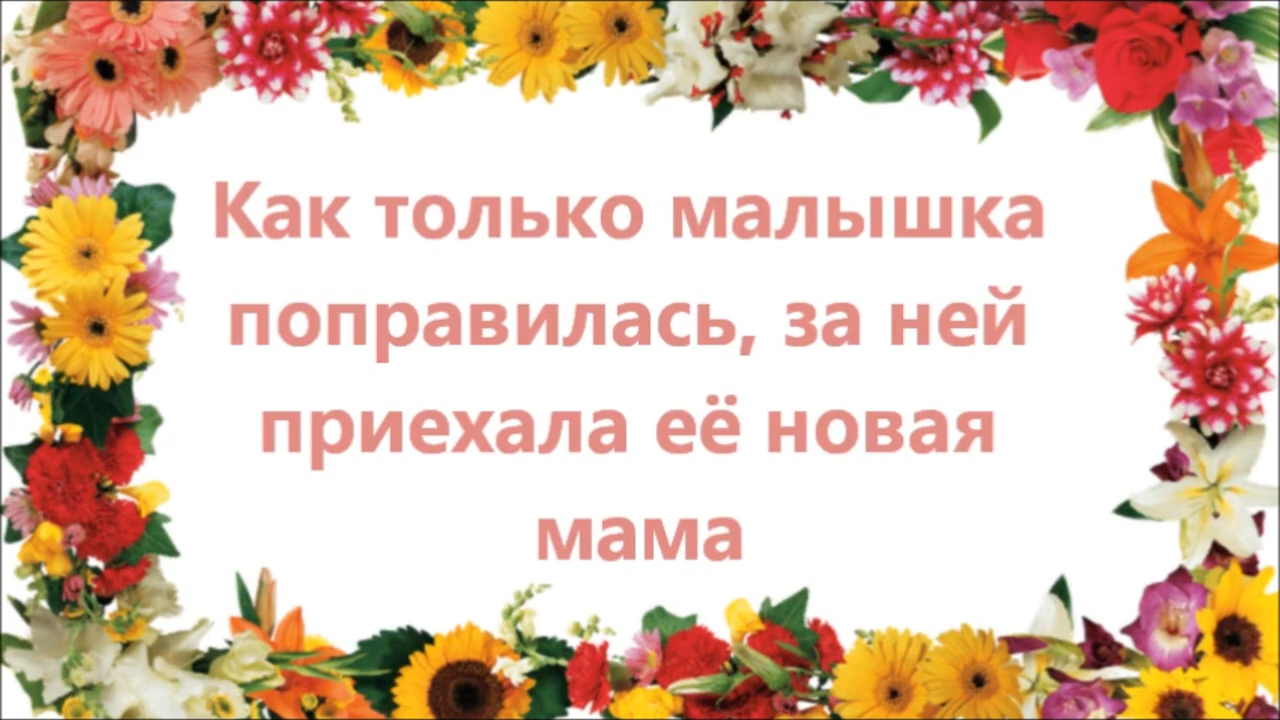 Как только малышка
поправилась, за ней
приехала её новая
мама